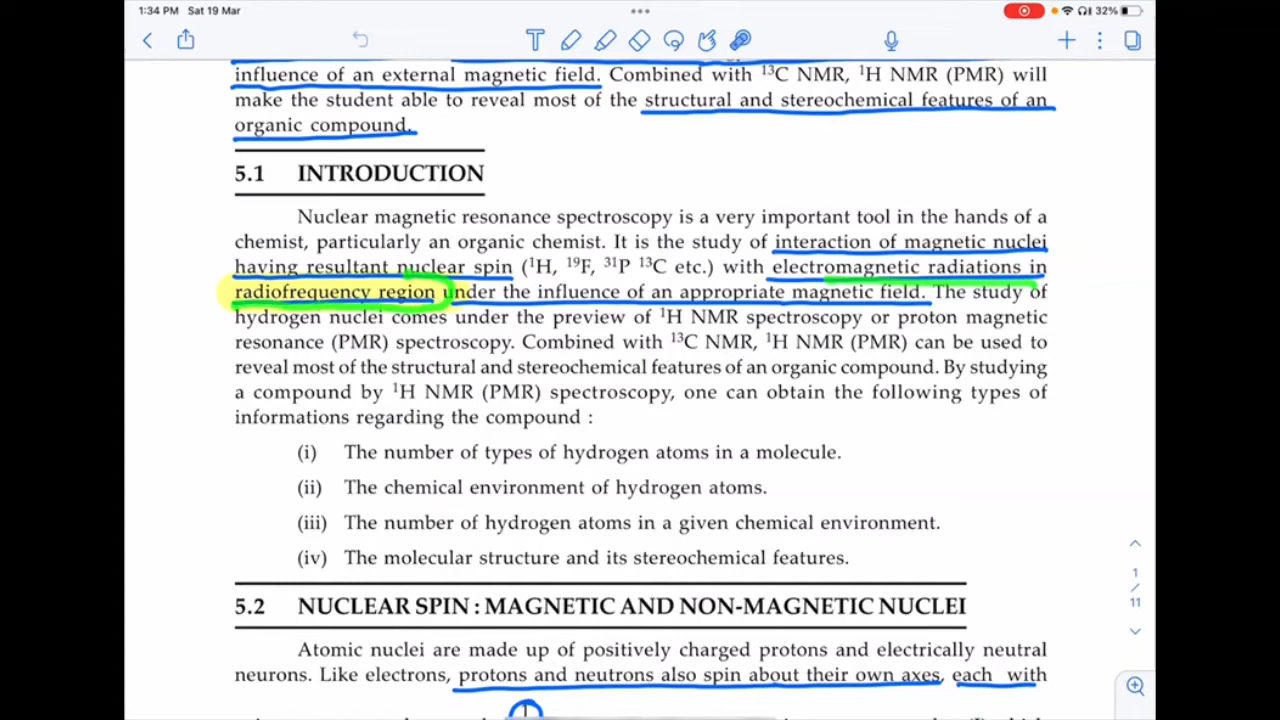 1:34 PM Sat 19 Mar
32%
influence of an external magnetic field. Combined with ¹³C NMR, ¹H NMR (PMR) will
make the student able to reveal most of the structural and stereochemical features of an
organic compound.
5.1 INTRODUCTION
Nuclear magnetic resonance spectroscopy is a very important tool in the hands of a
chemist, particularly an organic chemist. It is the study of interaction of magnetic nuclei
having resultant nuclear spin (¹H, ¹⁹F, ³¹P ¹³C etc.) with electromagnetic radiations in
radiofrequency region under the influence of an appropriate magnetic field. The study of
hydrogen nuclei comes under the preview of ¹H NMR spectroscopy or proton magnetic
resonance (PMR) spectroscopy. Combined with ¹³C NMR, ¹H NMR (PMR) can be used to
reveal most of the structural and stereochemical features of an organic compound. By studying
a compound by ¹H NMR (PMR) spectroscopy, one can obtain the following types of
informations regarding the compound :
(i) The number of types of hydrogen atoms in a molecule.
(ii) The chemical environment of hydrogen atoms.
(iii) The number of hydrogen atoms in a given chemical environment.
(iv) The molecular structure and its stereochemical features.
1
/
11
5.2 NUCLEAR SPIN : MAGNETIC AND NON-MAGNETIC NUCLEI
Atomic nuclei are made up of positively charged protons and electrically neutral
neurons. Like electrons, protons and neutrons also spin about their own axes, each with